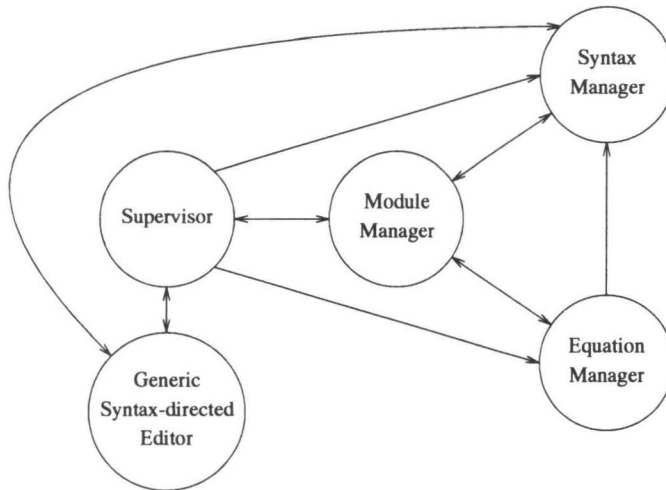 Syntax
Manager
Supervisor
Module
Manager
Equation
Manager
Generic
Syntax-directed
Editor